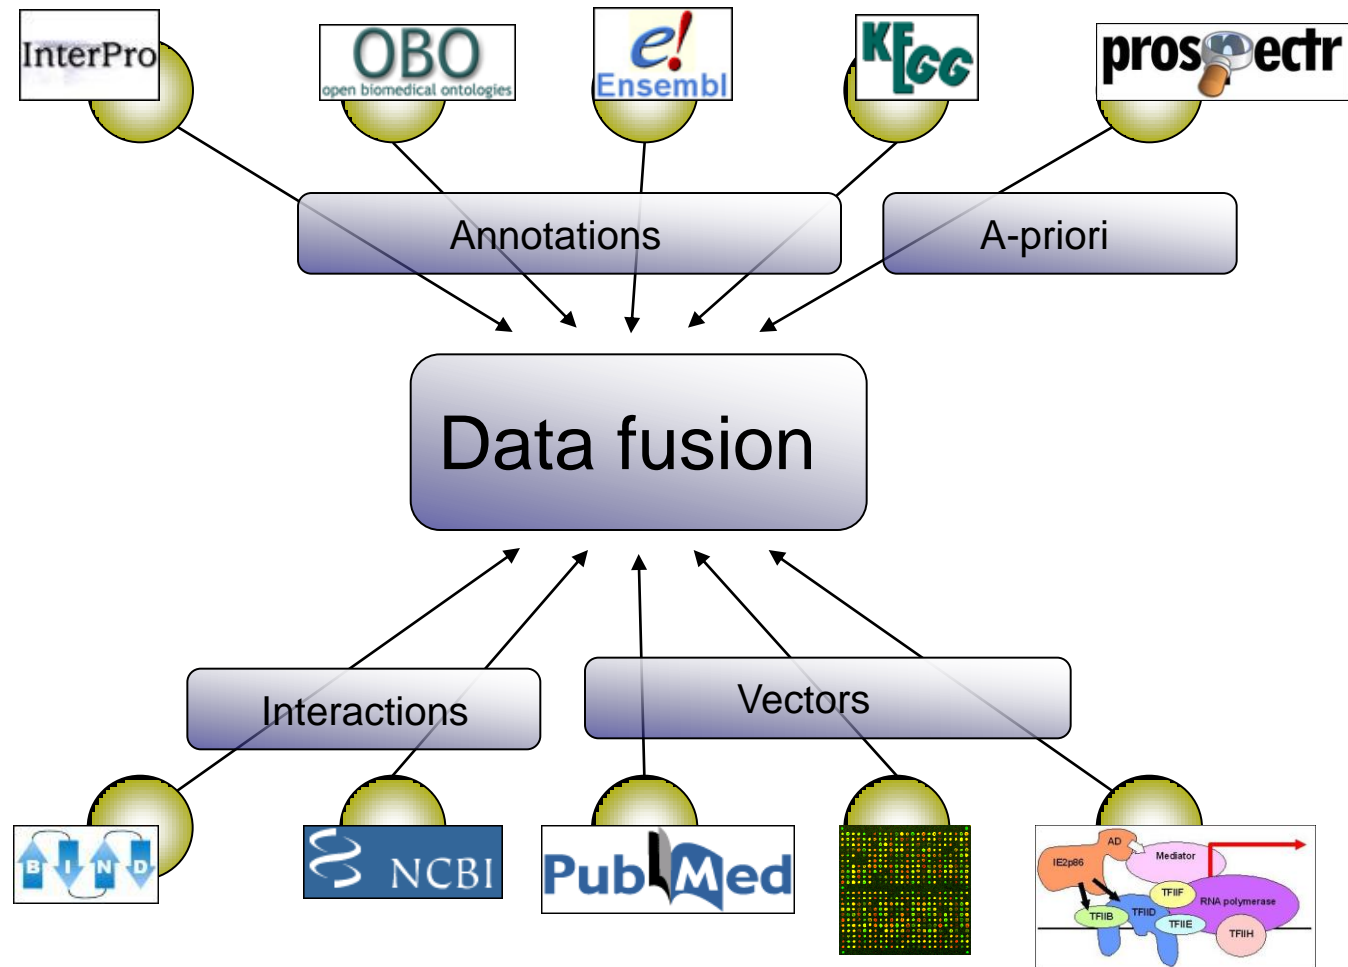 InterPro
OBO
open biomedical ontologies
e!
Ensembl
KEGG
prospectr
Annotations
A-priori
Data fusion
Interactions
Vectors
BIND
NCBI
PubMed
AD
Mediator
IE2p86
TFIIF
RNA polymerase
TFIIB
TFIID
TFIIE
TFIIH